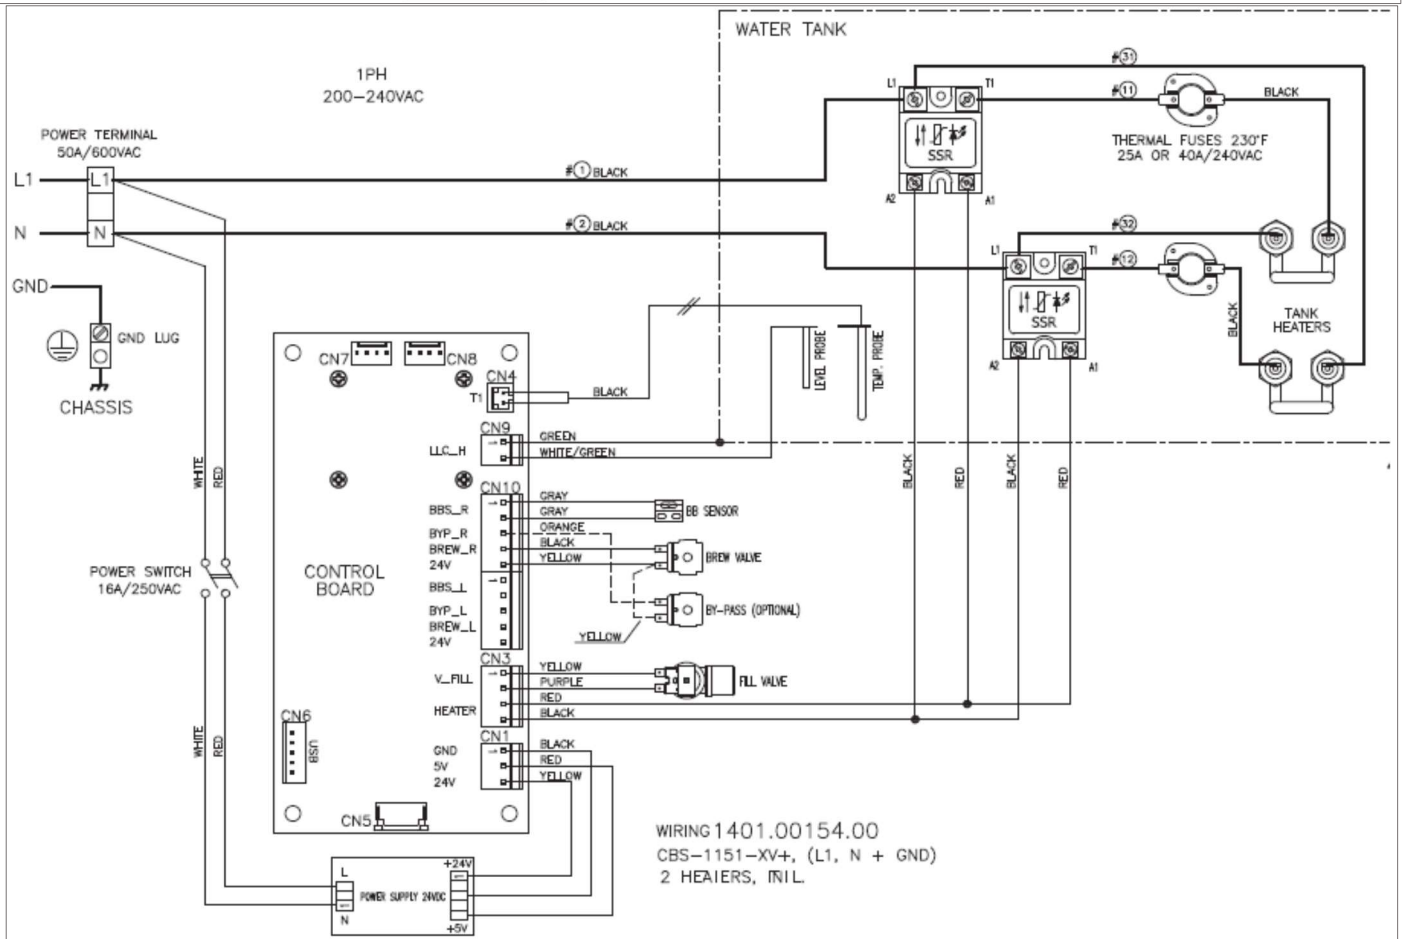 WATER TANK
1PH
200-240VAC
POWER TERMINAL
50A/600VAC
L1
L1
N
N
GND
GND LUG
CHASSIS
#1 BLACK
#2 BLACK
L1
T1
SSR
A2
A1
#31
#11
BLACK
THERMAL FUSES 230°F
25A OR 40A/240VAC
#32
#12
L1
T1
SSR
A2
A1
BLACK
TANK
HEATERS
LEVEL PROBE
TEMP. PROBE
CN7
CN8
CN4
T1
BLACK
CN9
LLC_H
GREEN
WHITE/GREEN
BLACK
RED
BLACK
RED
WHITE
RED
CN10
BBS_R
BYP_R
BREW_R
24V
BBS_L
BYP_L
BREW_L
24V
GRAY
GRAY
ORANGE
BLACK
YELLOW
BB SENSOR
BREW VALVE
BY-PASS (OPTIONAL)
YELLOW
POWER SWITCH
16A/250VAC
CONTROL
BOARD
CN3
V_FILL
HEATER
YELLOW
PURPLE
RED
BLACK
FILL VALVE
WHITE
RED
CN6
USB
CN1
GND
5V
24V
BLACK
RED
YELLOW
CN5
L
N
POWER SUPPLY 24VDC
+24V
+5V
WIRING 1401.00154.00
CBS-1151-XV+, (L1, N + GND)
2 HEAIERS,